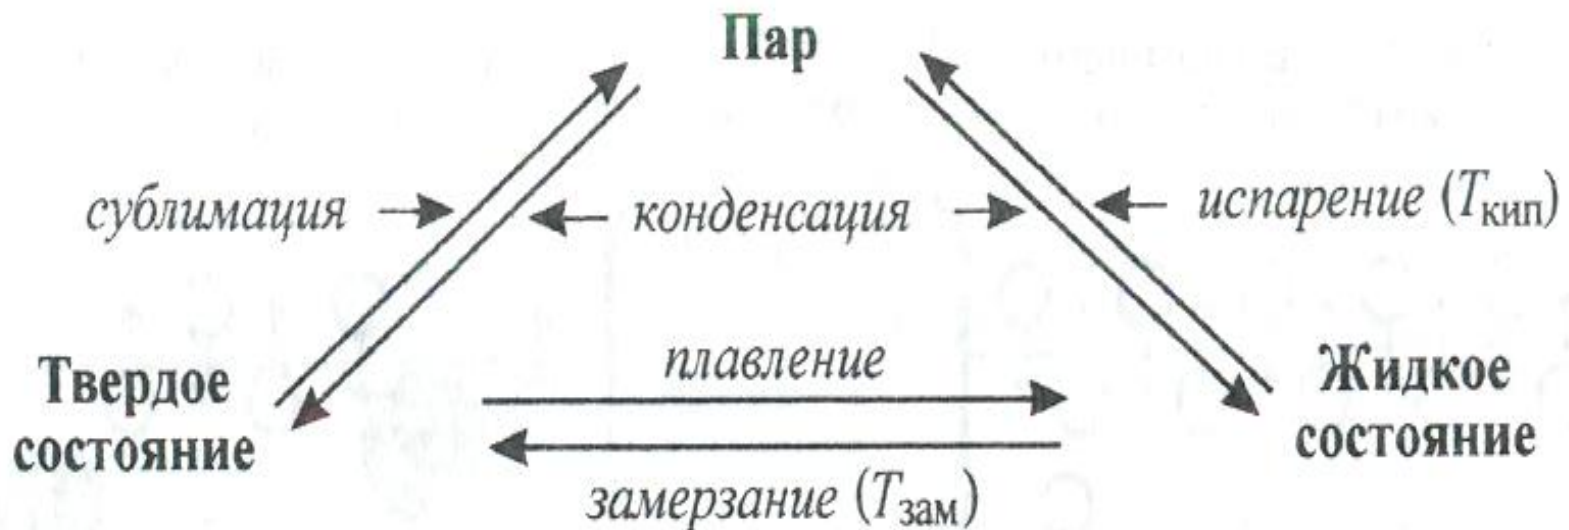 Пар
сублимация
конденсация
испарение (Tкип)
Твердое
состояние
плавление
Жидкое
состояние
замерзание (Tзам)